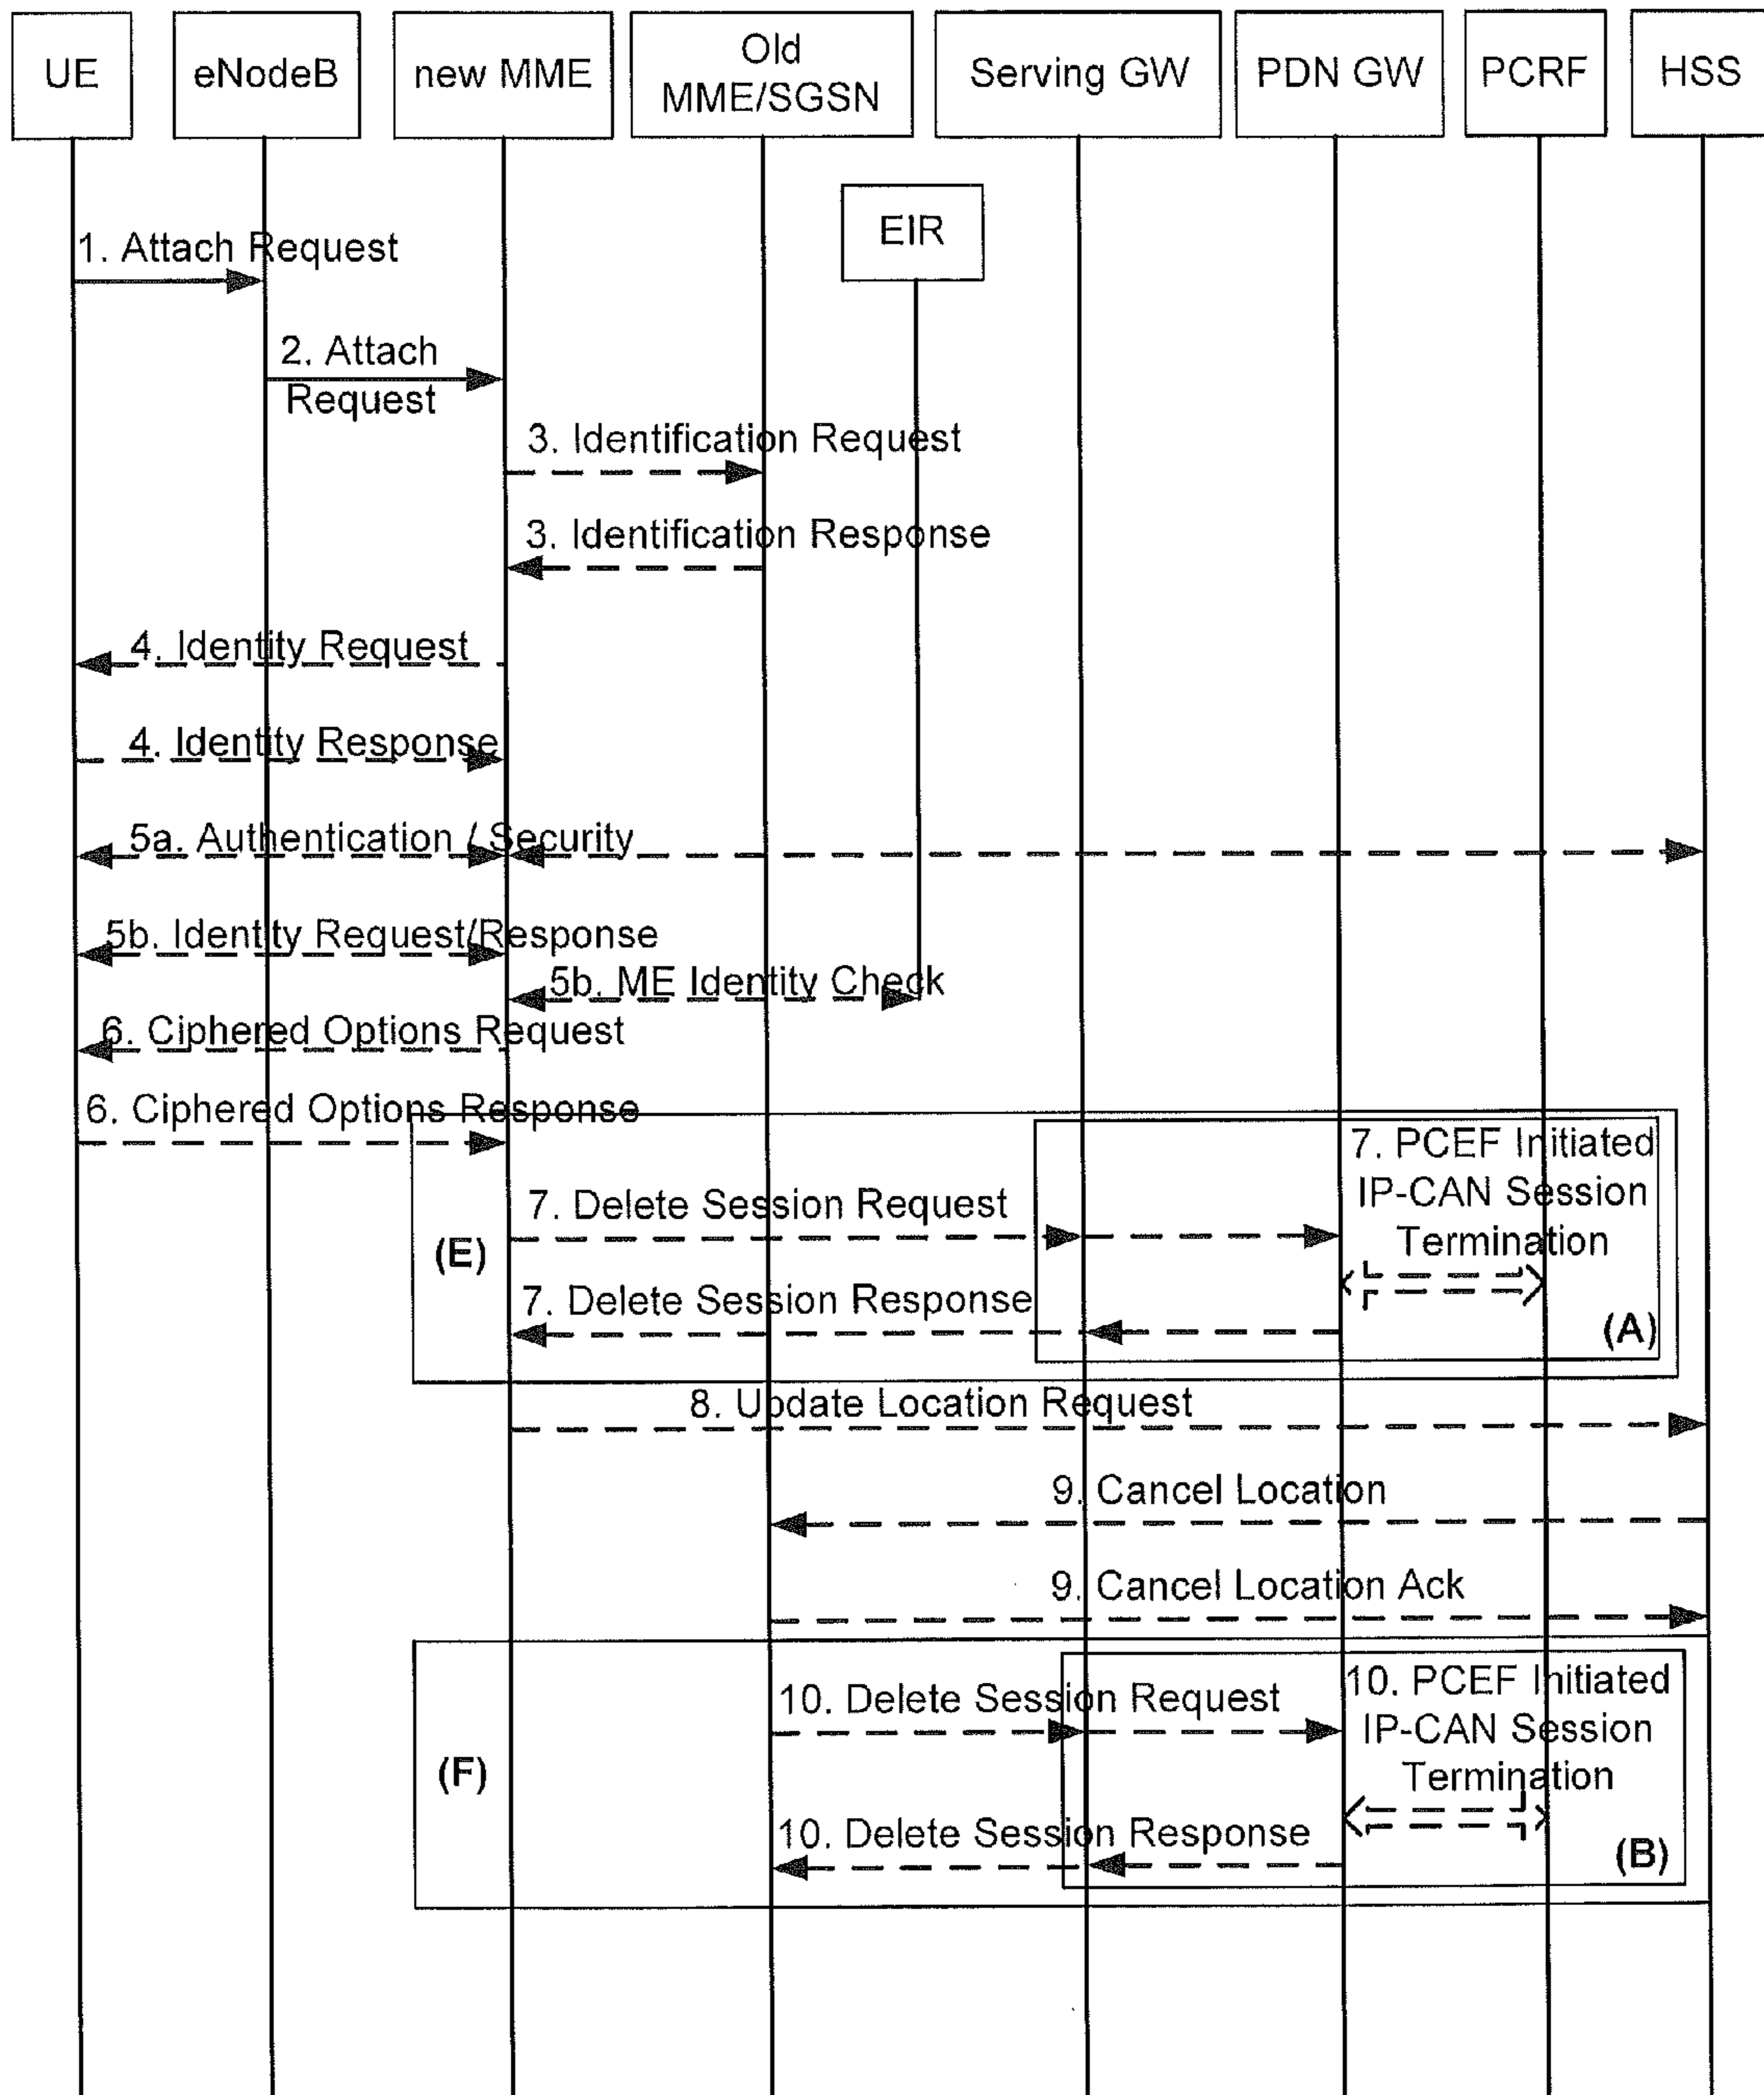 UE
eNodeB
new MME
Old
MME/SGSN
Serving GW
PDN GW
PCRF
HSS
EIR
1. Attach Request
2. Attach
Request
3. Identification Request
3. Identification Response
4. Identity Request
4. Identity Response
5a. Authentication / Security
5b. Identity Request/Response
5b. ME Identity Check
6. Ciphered Options Request
6. Ciphered Options Response
7. PCEF Initiated
IP-CAN Session
Termination
7. Delete Session Request
(E)
7. Delete Session Response
(A)
8. Update Location Request
9. Cancel Location
9. Cancel Location Ack
10. PCEF Initiated
IP-CAN Session
Termination
10. Delete Session Request
(F)
10. Delete Session Response
(B)